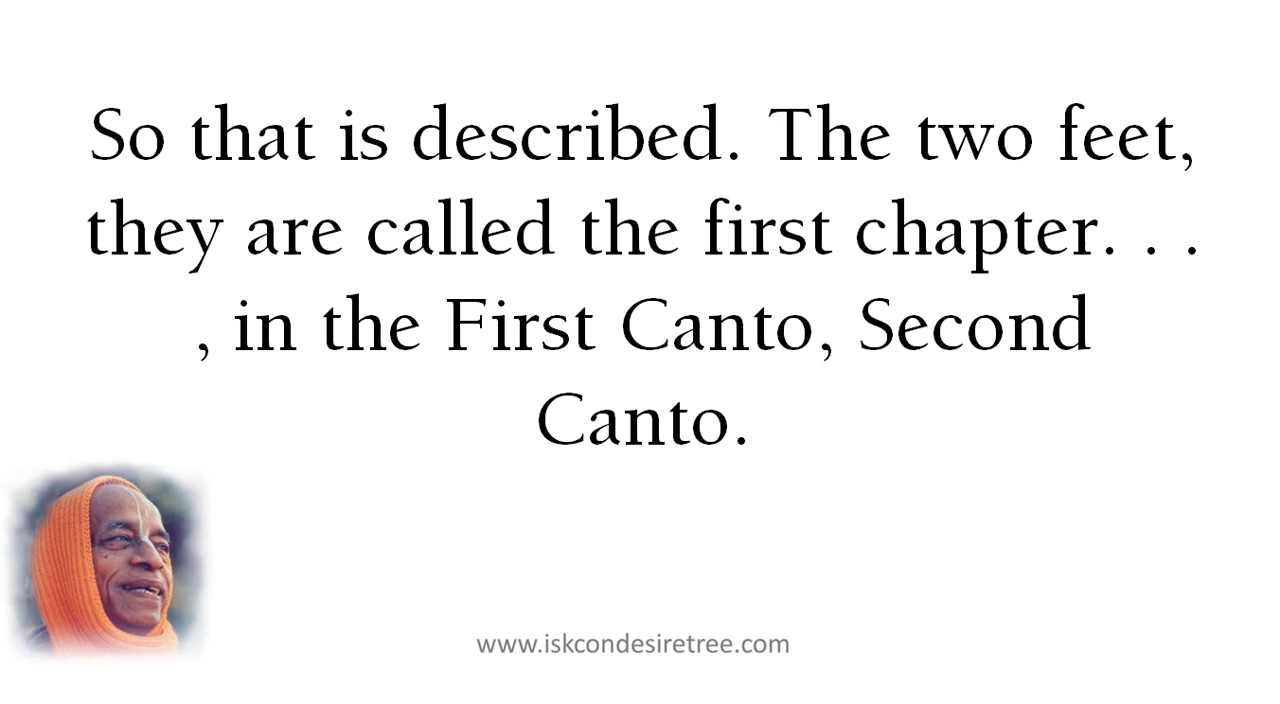 So that is described. The two feet,
they are called the first chapter. . .
, in the First Canto, Second
Canto.
www.iskcondesiretree.com